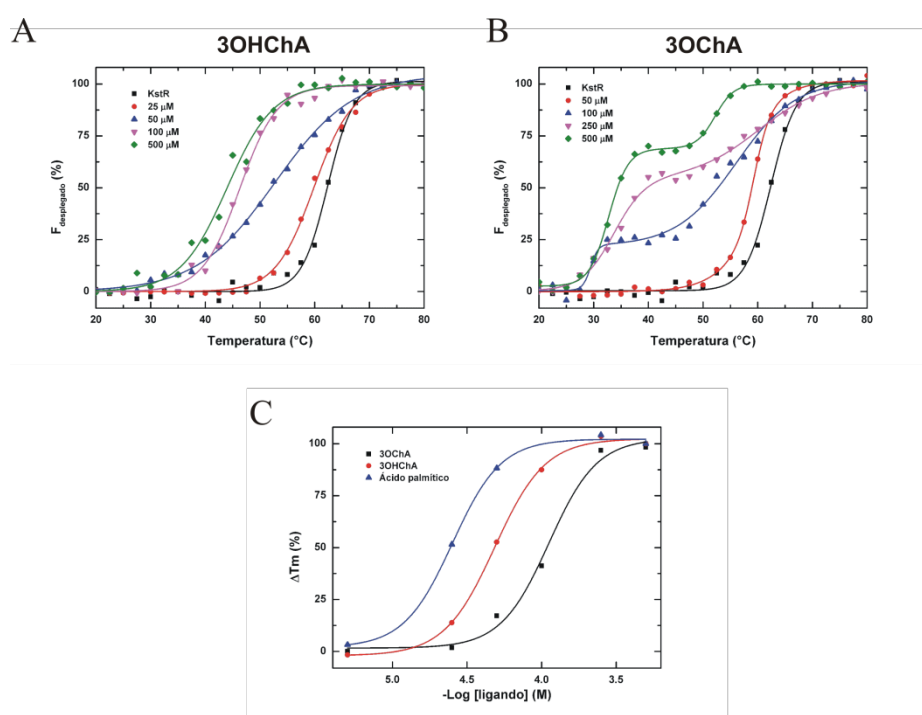 A
3OHChA
100
75
50
25
0
F desplegado (%)
KstR
25 µM
50 µM
100 µM
500 µM
20 30 40 50 60 70 80
Temperatura (°C)
B
3OChA
100
75
50
25
0
F desplegado (%)
KstR
50 µM
100 µM
250 µM
500 µM
20 30 40 50 60 70 80
Temperatura (°C)
C
100
75
50
25
0
ΔTm (%)
3OChA
3OHChA
Ácido palmítico
5.0 4.5 4.0 3.5
-Log [ligando] (M)